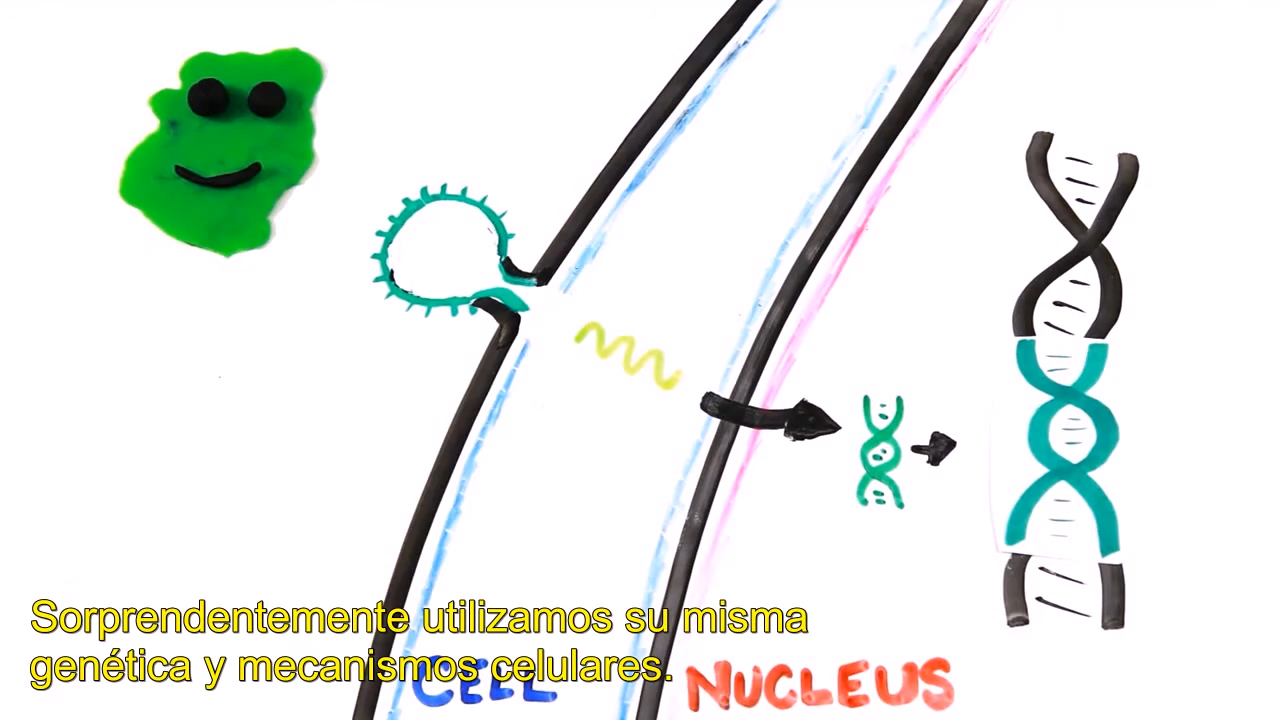 Sorprendentemente utilizamos su misma
genética y mecanismos celulares.
CELL
NUCLEUS